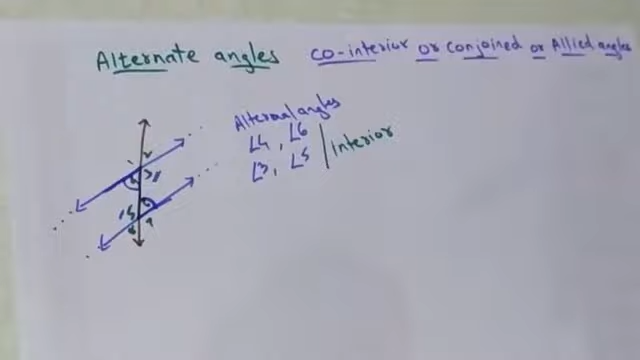 Alternate angles co-interior or Conjoined or Allied angles
Alternal angles
∠4, ∠6
∠3, ∠5
Interior